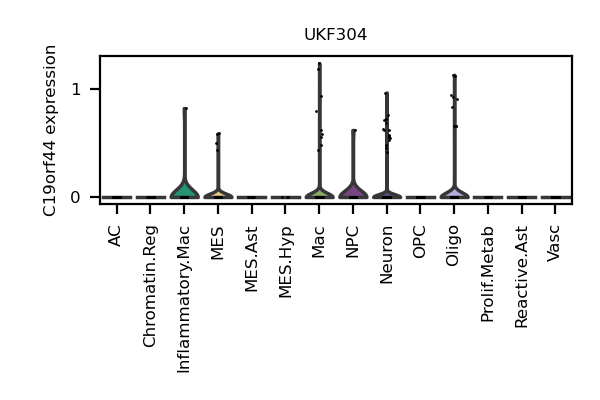 UKF304
C19orf44 expression
1
0
AC
Chromatin.Reg
Inflammatory.Mac
MES
MES.Ast
MES.Hyp
Mac
NPC
Neuron
OPC
Oligo
Prolif.Metab
Reactive.Ast
Vasc